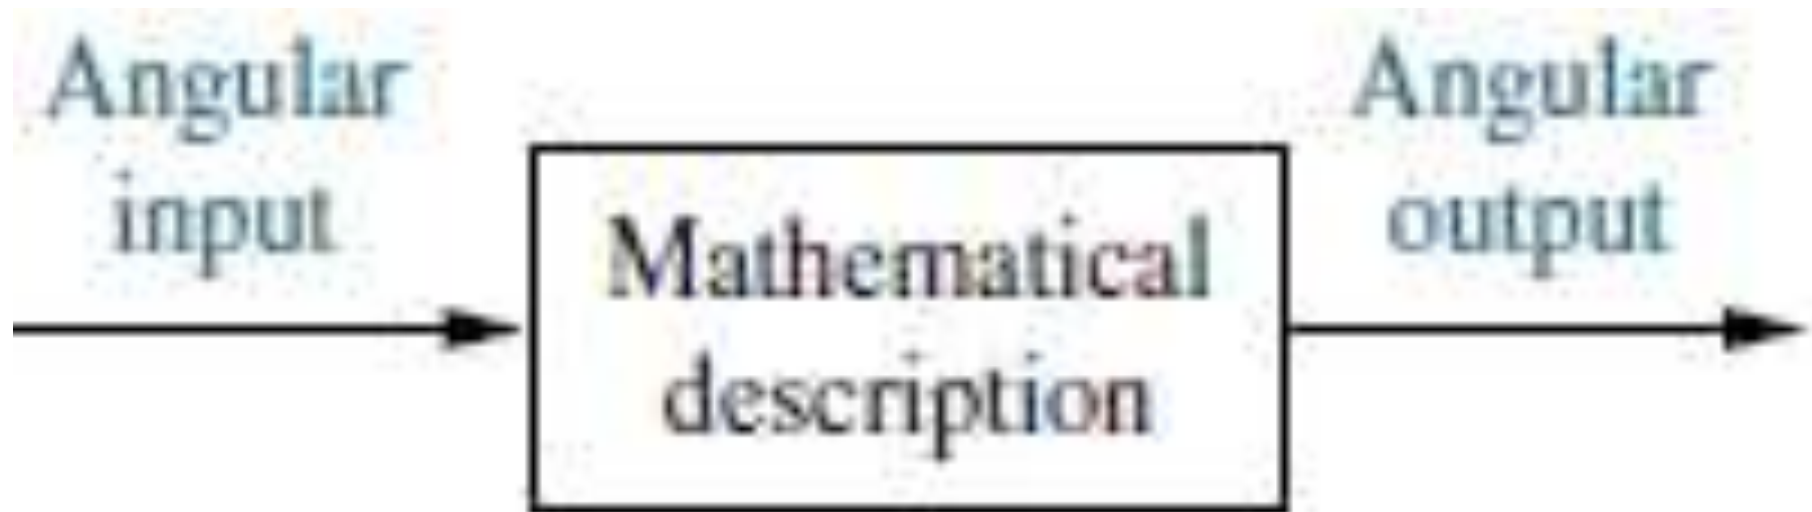 Angular
input
Mathematical
description
Angular
output